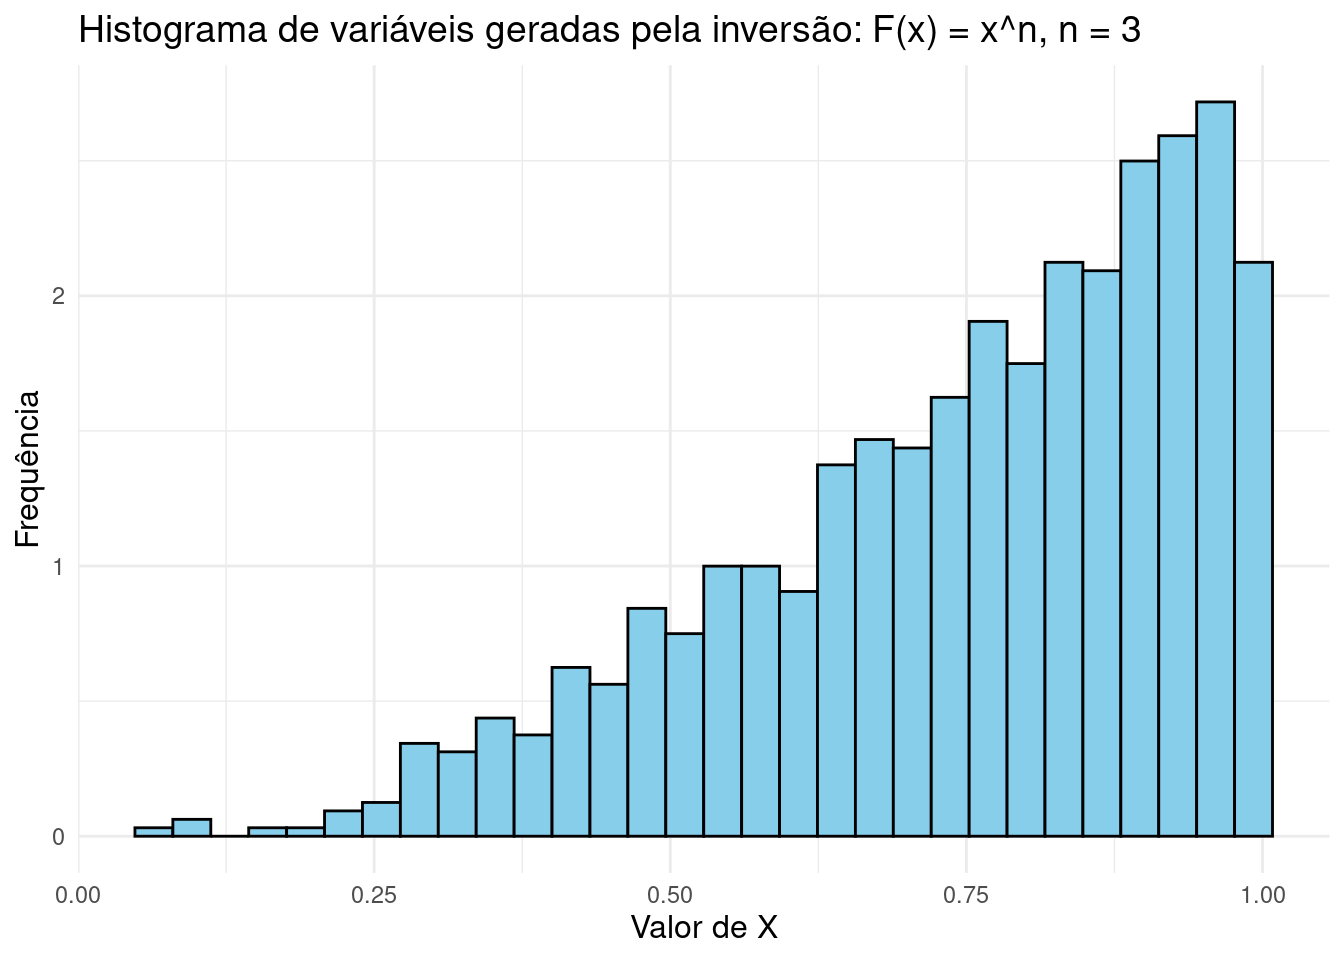 Histograma de variáveis geradas pela inversão: F(x) = x^n, n = 3
Frequência
2
1
0
0.00 0.25 0.50 0.75 1.00
Valor de X